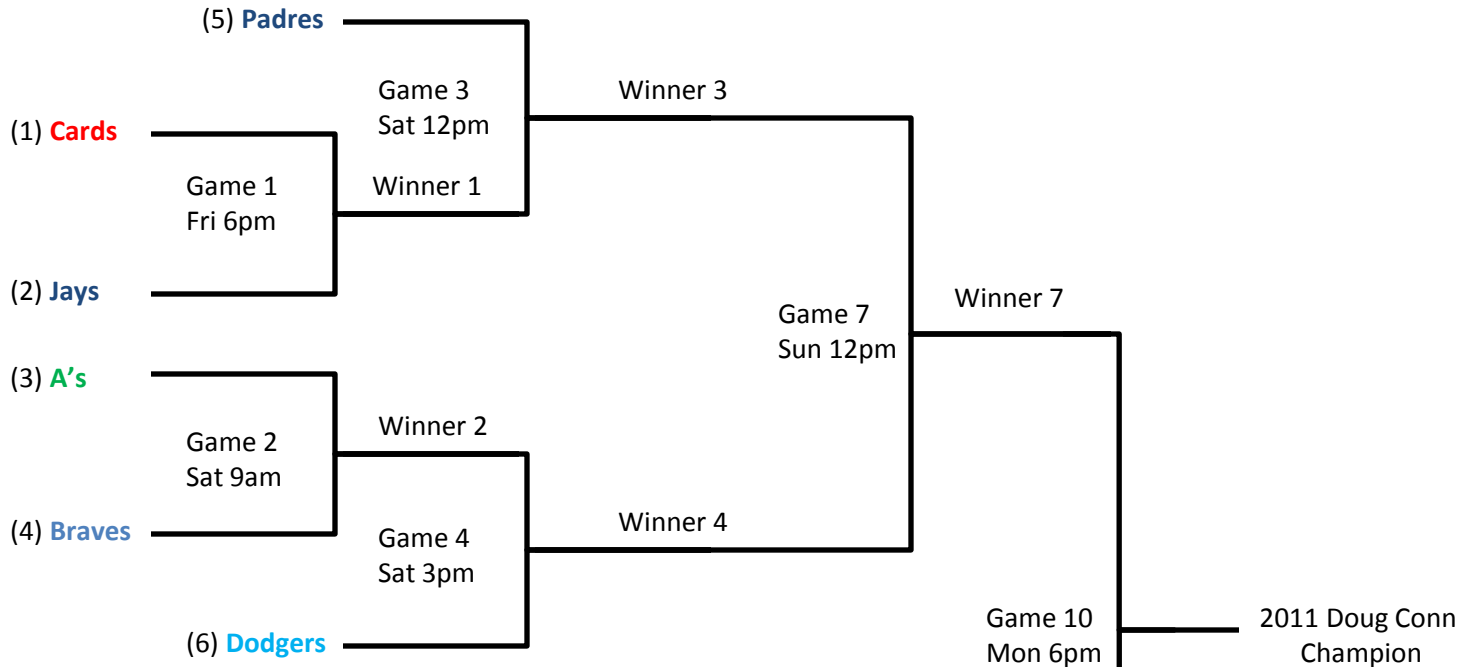 (5) Padres
Game 3
Sat 12pm
Winner 3
(1) Cards
Game 1
Fri 6pm
Winner 1
(2) Jays
Game 7
Sun 12pm
Winner 7
(3) A's
Game 2
Sat 9am
Winner 2
(4) Braves
Game 4
Sat 3pm
Winner 4
(6) Dodgers
Game 10
Mon 6pm
2011 Doug Conn
Champion